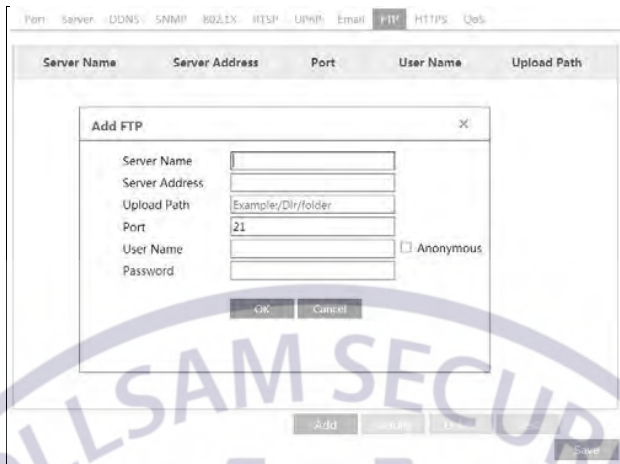 Port Server DDNS SNMP 802.1X RTSP UPNP Email FTP HTTPS QoS
Server Name Server Address Port User Name Upload Path
Add FTP ×
Server Name
Server Address
Upload Path Example:/Dir/folder
Port 21
User Name Anonymous
Password
OK Cancel
Add
Save
LLSAM SECUR